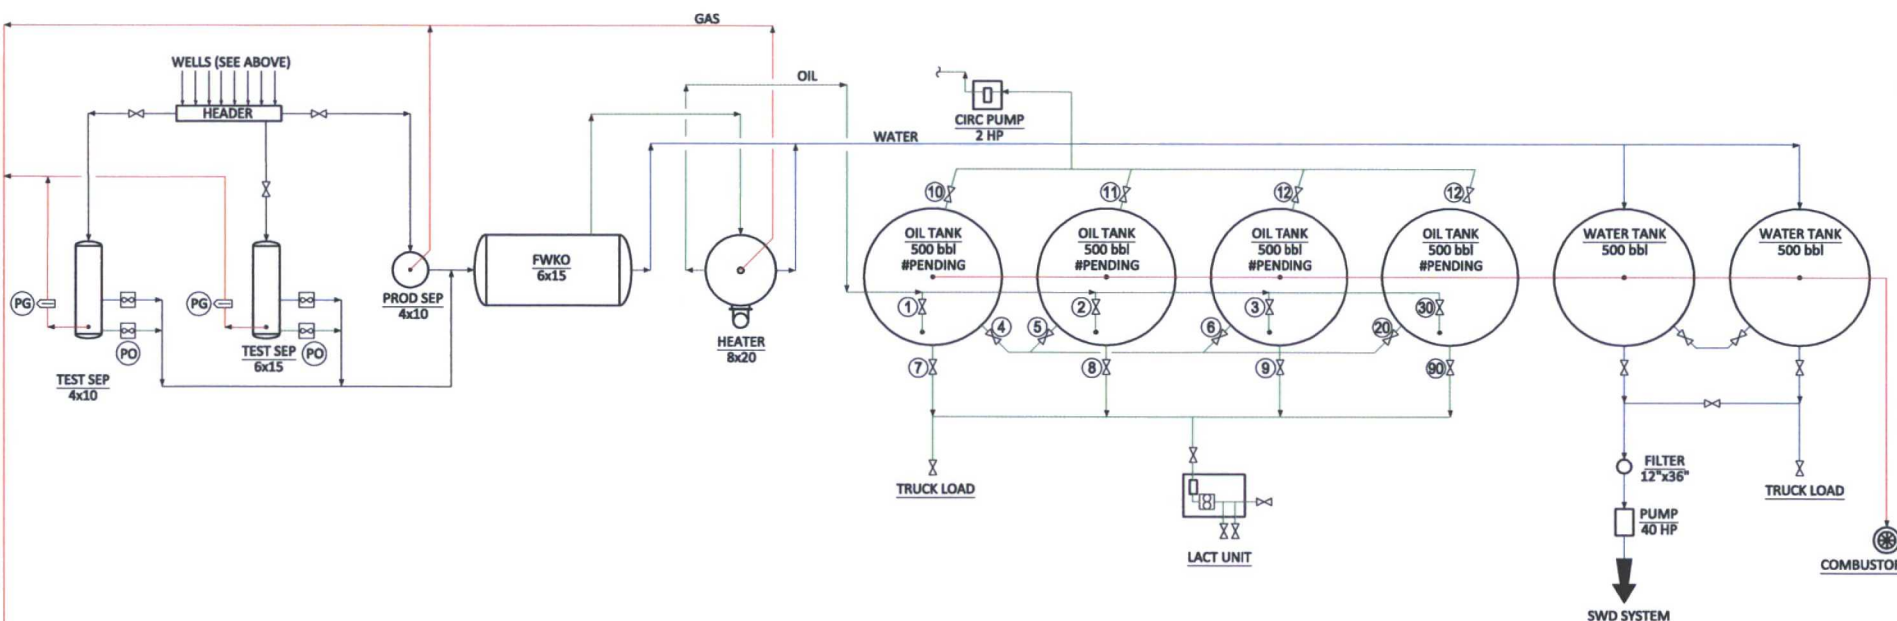 GAS
WELLS (SEE ABOVE)
HEADER
OIL
CIRC PUMP
2 HP
WATER
10
11
12
12
OIL TANK
500 bbl
#PENDING
OIL TANK
500 bbl
#PENDING
OIL TANK
500 bbl
#PENDING
OIL TANK
500 bbl
#PENDING
WATER TANK
500 bbl
WATER TANK
500 bbl
FWKO
6x15
PROD SEP
4x10
PG
PG
PO
PO
TEST SEP
4x10
TEST SEP
6x15
HEATER
8x20
1
2
3
30
4
5
6
20
7
8
9
90
TRUCK LOAD
LACT UNIT
FILTER
12"x36"
PUMP
40 HP
SWD SYSTEM
TRUCK LOAD
COMBUSTO